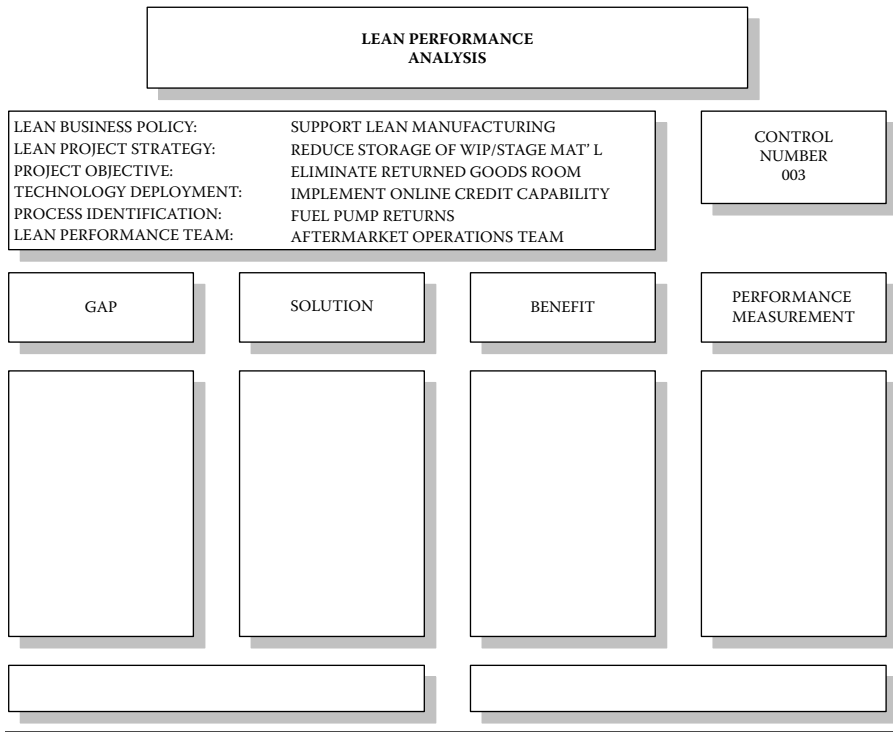 LEAN PERFORMANCE
ANALYSIS
LEAN BUSINESS POLICY: SUPPORT LEAN MANUFACTURING
LEAN PROJECT STRATEGY: REDUCE STORAGE OF WIP/STAGE MAT' L
PROJECT OBJECTIVE: ELIMINATE RETURNED GOODS ROOM
TECHNOLOGY DEPLOYMENT: IMPLEMENT ONLINE CREDIT CAPABILITY
PROCESS IDENTIFICATION: FUEL PUMP RETURNS
LEAN PERFORMANCE TEAM: AFTERMARKET OPERATIONS TEAM
CONTROL
NUMBER
003
GAP
SOLUTION
BENEFIT
PERFORMANCE
MEASUREMENT